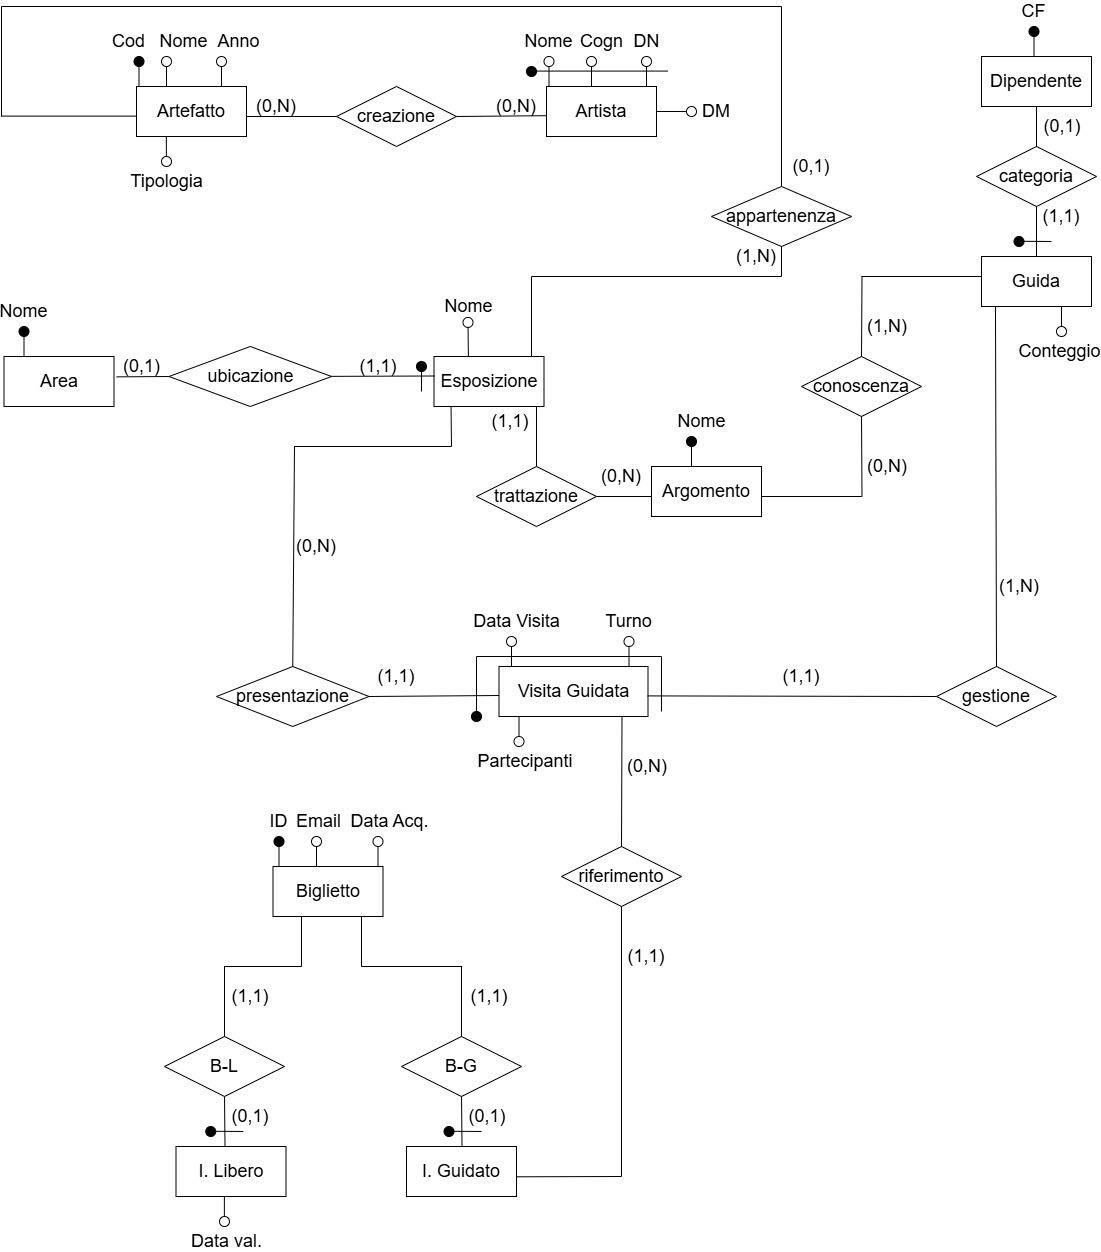 CF
Cod Nome Anno
Nome Cogn DN
Dipendente
Artefatto
(0,N)
creazione
(0,N)
Artista
DM
(0,1)
Tipologia
(0,1)
categoria
appartenenza
(1,1)
(1,N)
Guida
Nome
Nome
(1,N)
Conteggio
Area
(0,1)
ubicazione
(1,1)
Esposizione
conoscenza
(1,1)
Nome
(0,N)
(0,N)
trattazione
Argomento
(0,N)
(1,N)
Data Visita
Turno
presentazione
(1,1)
Visita Guidata
(1,1)
gestione
Partecipanti
(0,N)
ID Email Data Acq.
Biglietto
riferimento
(1,1)
(1,1)
(1,1)
B-L
B-G
(0,1)
(0,1)
I. Libero
I. Guidato
Data val.